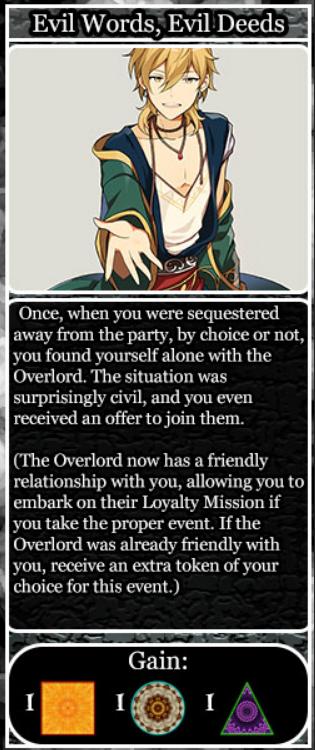 Evil Words, Evil Deeds
Once, when you were sequestered
away from the party, by choice or not,
you found yourself alone with the
Overlord. The situation was
surprisingly civil, and you even
received an offer to join them.
(The Overlord now has a friendly
relationship with you, allowing you to
embark on their Loyalty Mission if
you take the proper event. If the
Overlord was already friendly with
you, receive an extra token of your
choice for this event.)
Gain:
1 1 1